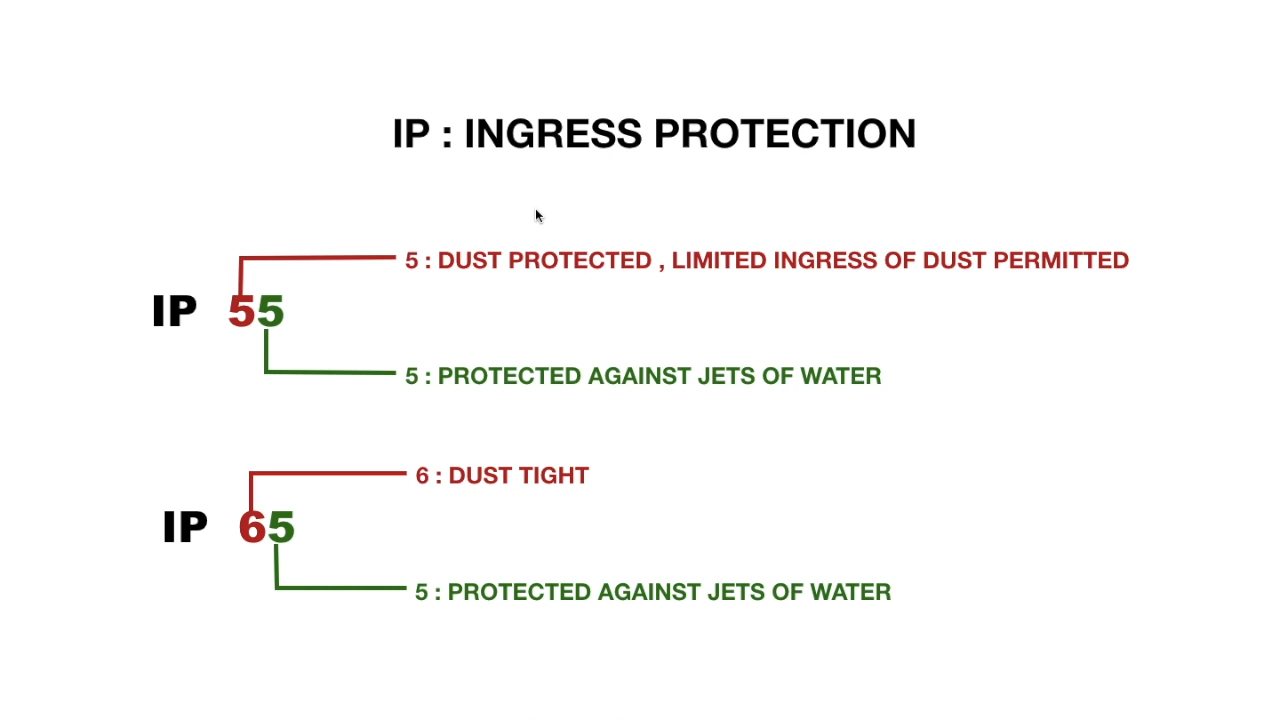 IP : INGRESS PROTECTION
5 : DUST PROTECTED , LIMITED INGRESS OF DUST PERMITTED
IP 55
5 : PROTECTED AGAINST JETS OF WATER
6 : DUST TIGHT
IP 65
5 : PROTECTED AGAINST JETS OF WATER